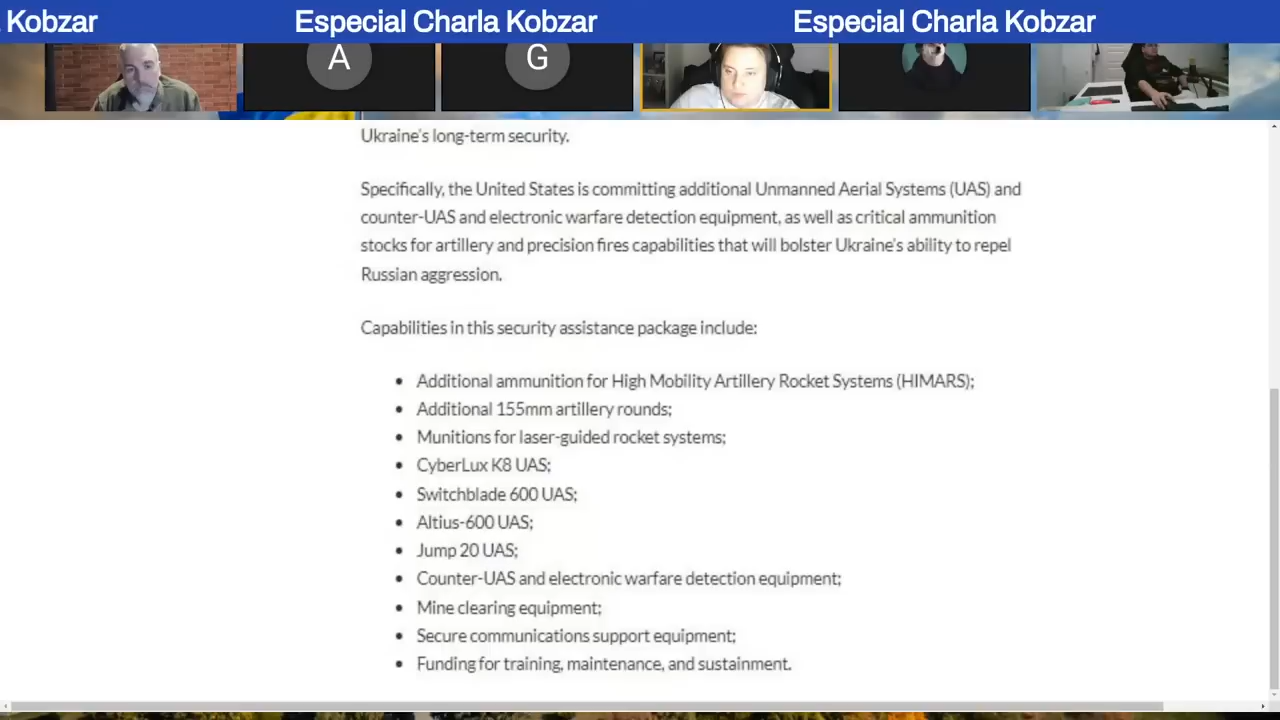 Kobzar
Especial Charla Kobzar
Especial Charla Kobzar
A
G
Ukraine's long-term security.
Specifically, the United States is committing additional Unmanned Aerial Systems (UAS) and
counter-UAS and electronic warfare detection equipment, as well as critical ammunition
stocks for artillery and precision fires capabilities that will bolster Ukraine's ability to repel
Russian aggression.
Capabilities in this security assistance package include:
• Additional ammunition for High Mobility Artillery Rocket Systems (HIMARS);
• Additional 155mm artillery rounds;
• Munitions for laser-guided rocket systems;
• CyberLux K8 UAS;
• Switchblade 600 UAS;
• Altius-600 UAS;
• Jump 20 UAS;
• Counter-UAS and electronic warfare detection equipment;
• Mine clearing equipment;
• Secure communications support equipment;
• Funding for training, maintenance, and sustainment.